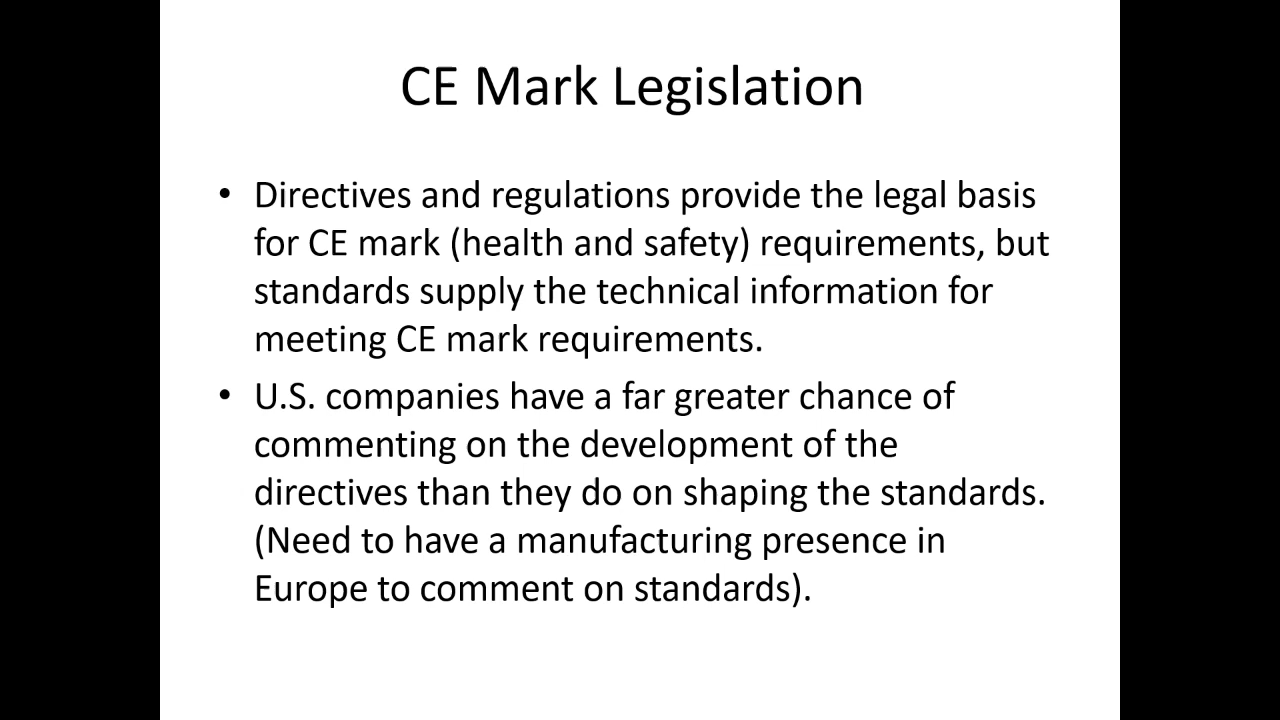 CE Mark Legislation
• Directives and regulations provide the legal basis
for CE mark (health and safety) requirements, but
standards supply the technical information for
meeting CE mark requirements.
• U.S. companies have a far greater chance of
commenting on the development of the
directives than they do on shaping the standards.
(Need to have a manufacturing presence in
Europe to comment on standards).